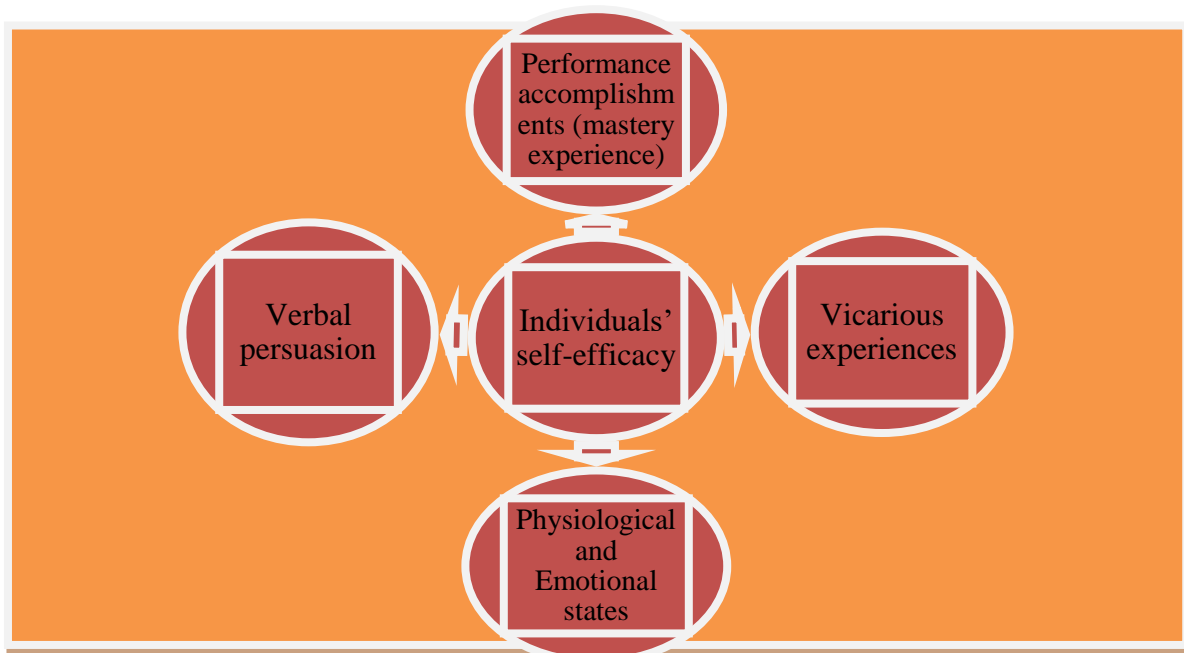 Performance
accomplishm
ents (mastery
experience)
Verbal
persuasion
Individuals’
self-efficacy
Vicarious
experiences
Physiological
and
Emotional
states